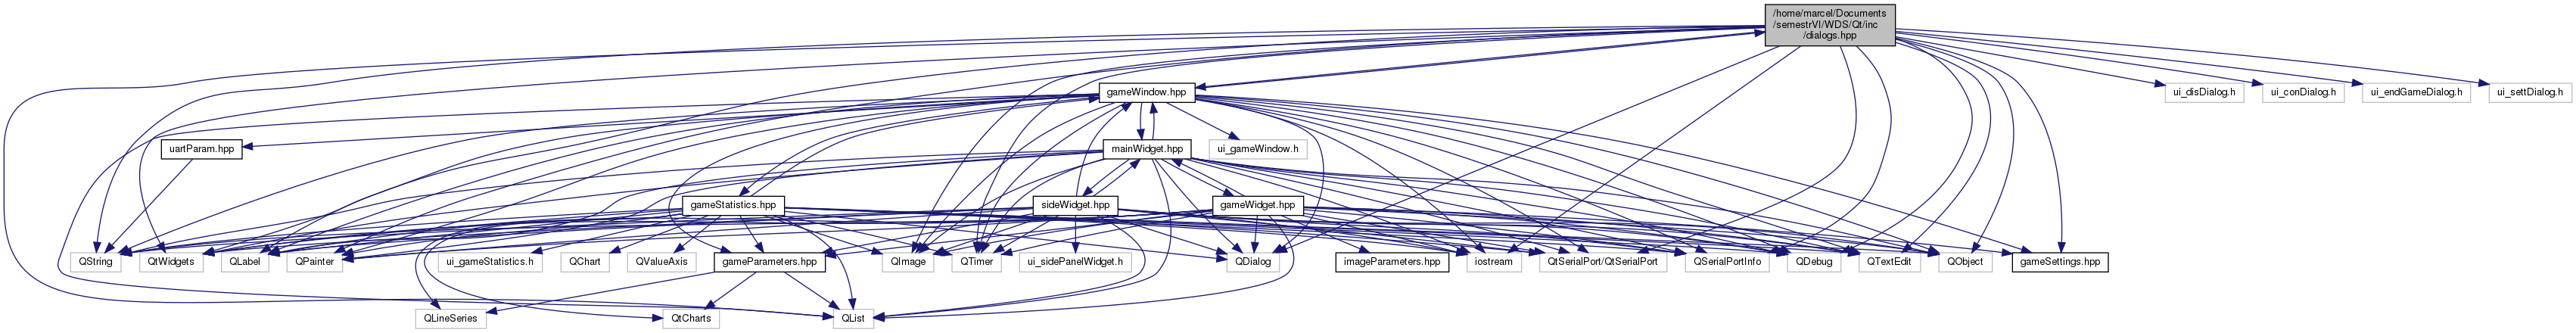 /home/marcel/Documents
/semestrVI/WDS/Qt/inc
/dialogs.hpp
gameWindow.hpp
ui_disDialog.h
ui_conDialog.h
ui_endGameDialog.h
ui_settDialog.h
uartParam.hpp
mainWidget.hpp
ui_gameWindow.h
gameStatistics.hpp
sideWidget.hpp
gameWidget.hpp
QString
QtWidgets
QLabel
QPainter
ui_gameStatistics.h
QChart
QValueAxis
gameParameters.hpp
QImage
QTimer
ui_sidePanelWidget.h
QDialog
imageParameters.hpp
iostream
QtSerialPort/QtSerialPort
QSerialPortInfo
QDebug
QTextEdit
QObject
gameSettings.hpp
QLineSeries
QtCharts
QList